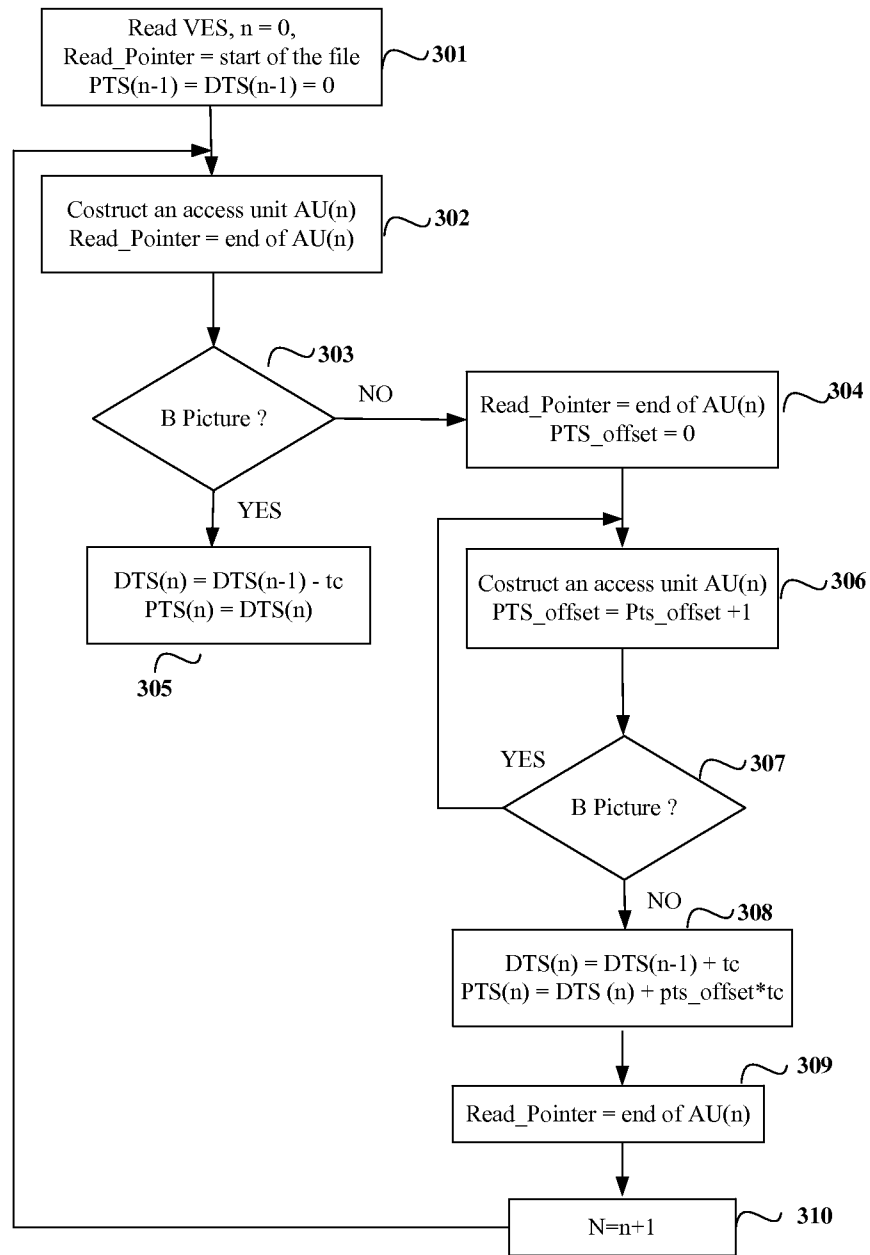 Read VES, n = 0,
Read_Pointer = start of the file
PTS(n-1) = DTS(n-1) = 0
301
Costruct an access unit AU(n)
Read_Pointer = end of AU(n)
302
303
B Picture ?
NO
YES
Read_Pointer = end of AU(n)
PTS_offset = 0
304
DTS(n) = DTS(n-1) - tc
PTS(n) = DTS(n)
305
Costruct an access unit AU(n)
PTS_offset = Pts_offset +1
306
YES
307
B Picture ?
NO
308
DTS(n) = DTS(n-1) + tc
PTS(n) = DTS (n) + pts_offset*tc
309
Read_Pointer = end of AU(n)
N=n+1
310